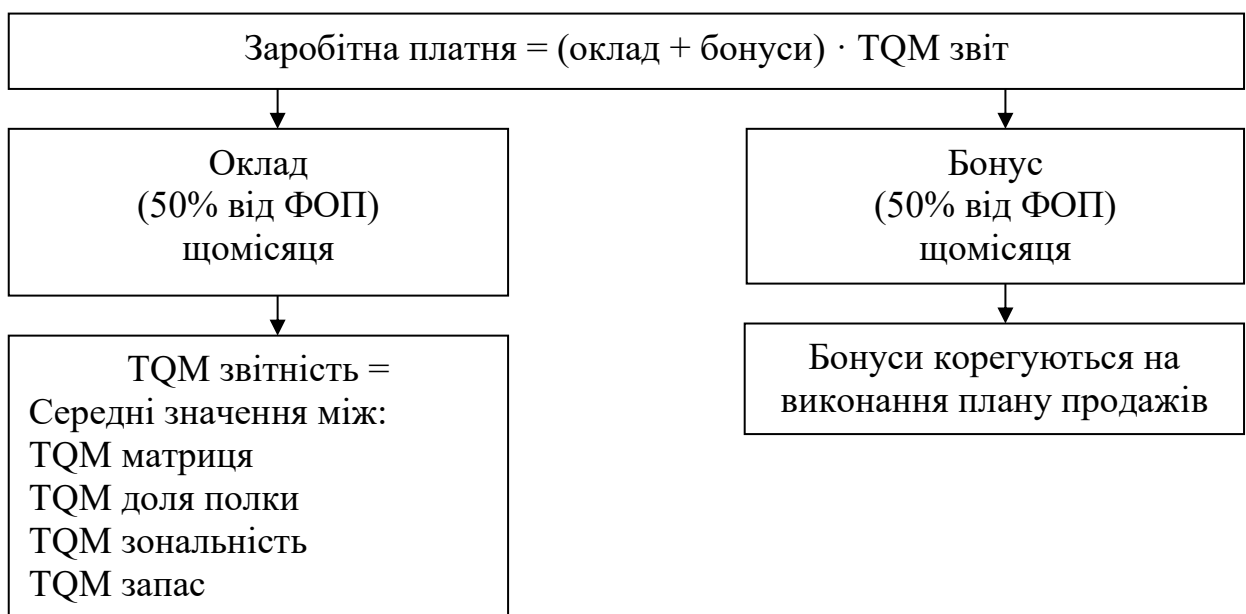 Заробітна платня = (оклад + бонуси) · TQM звіт
Оклад
(50% від ФОП)
щомісяця
Бонус
(50% від ФОП)
щомісяця
TQM звітність =
Середні значення між:
TQM матриця
TQM доля полки
TQM зональність
TQM запас
Бонуси корегуються на
виконання плану продажів